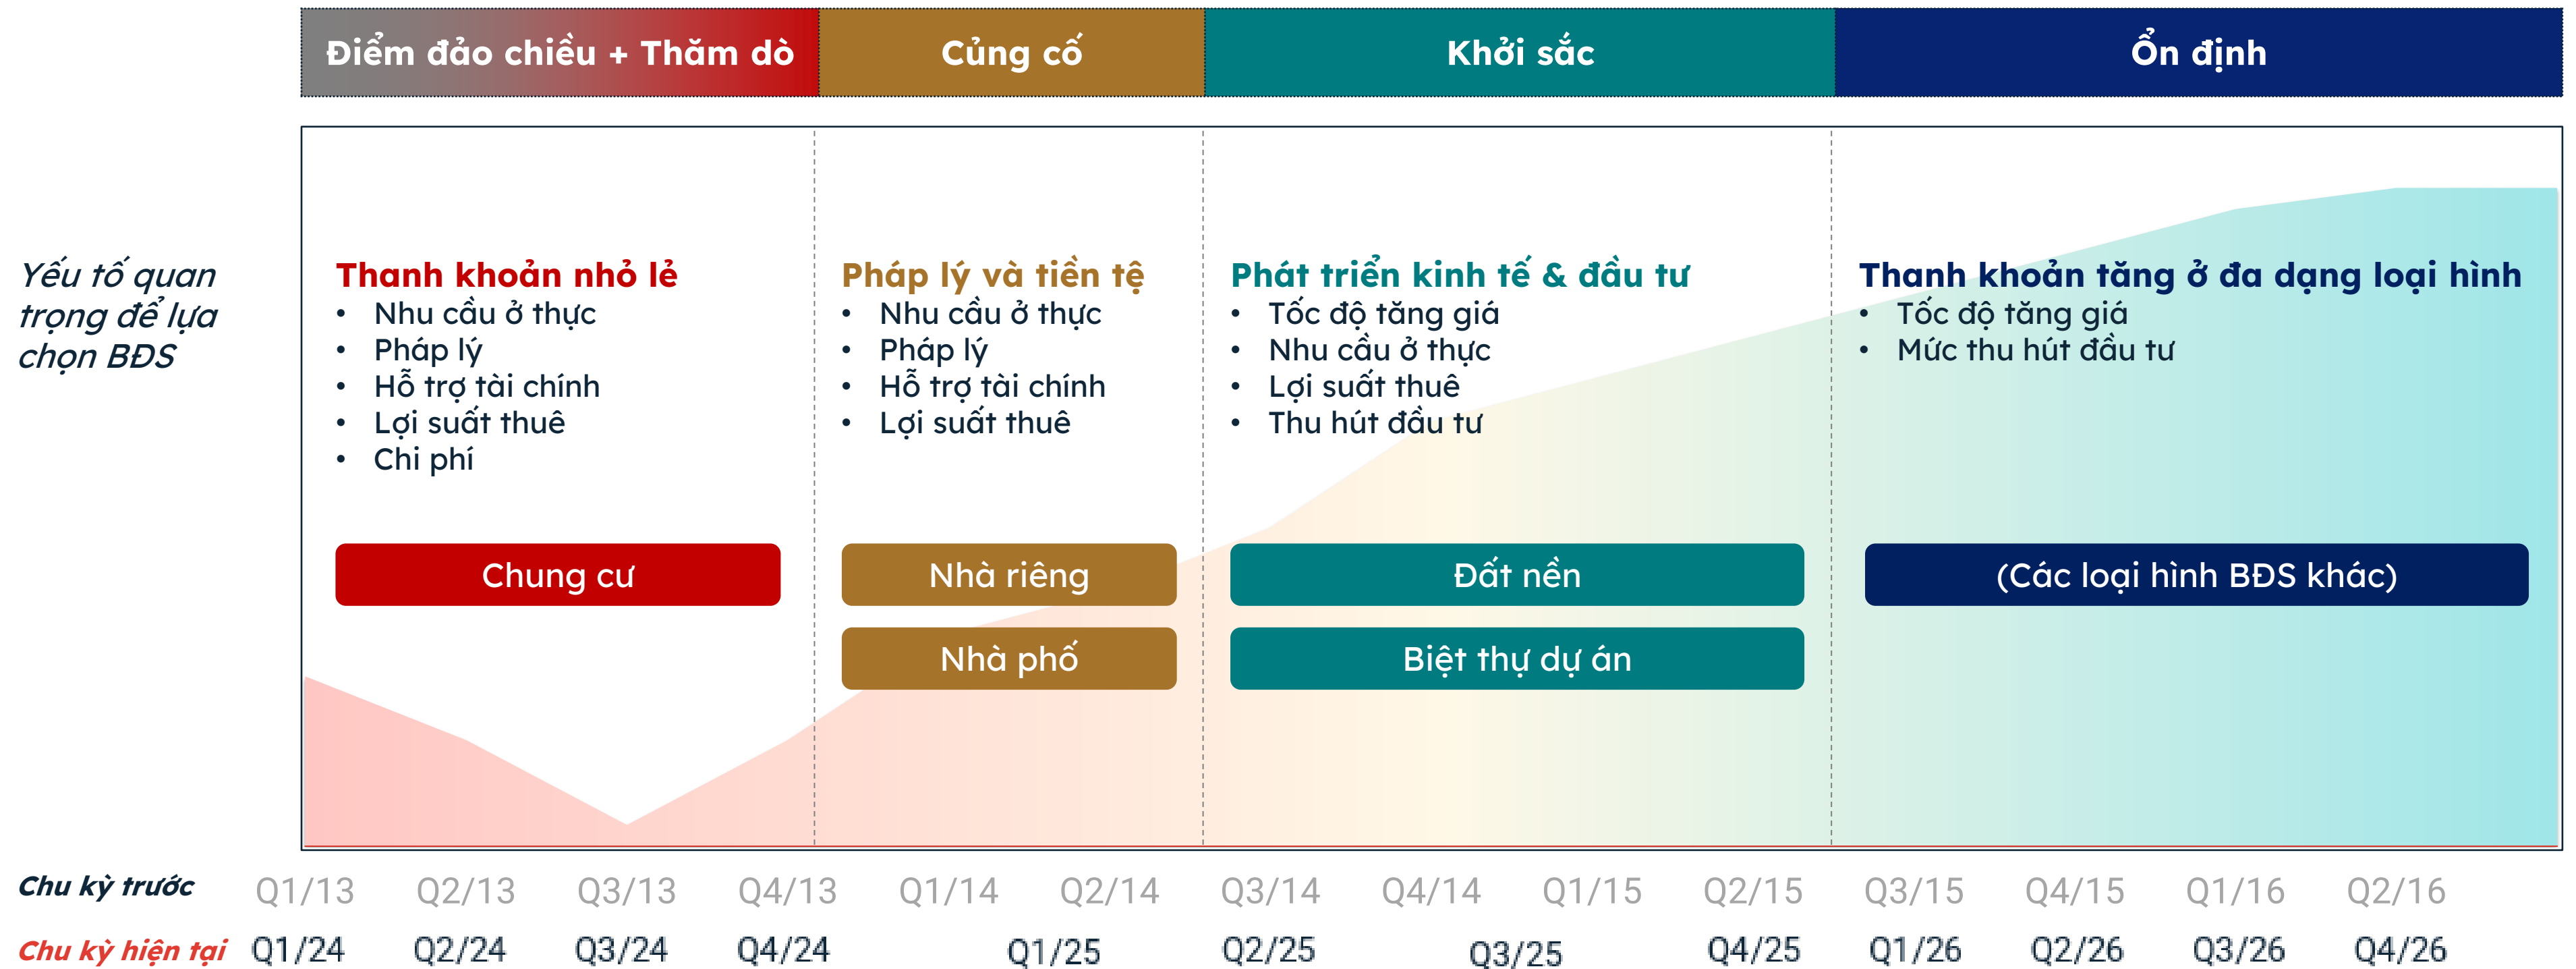 Điểm đảo chiều + Thăm dò
Củng cố
Khởi sắc
Ổn định
Yếu tố quan
trọng để lựa
chọn BĐS
Thanh khoản nhỏ lẻ
• Nhu cầu ở thực
• Pháp lý
• Hỗ trợ tài chính
• Lợi suất thuê
• Chi phí
Chung cư
Pháp lý và tiền tệ
• Nhu cầu ở thực
• Pháp lý
• Hỗ trợ tài chính
• Lợi suất thuê
Nhà riêng
Nhà phố
Phát triển kinh tế & đầu tư
• Tốc độ tăng giá
• Nhu cầu ở thực
• Lợi suất thuê
• Thu hút đầu tư
Đất nền
Biệt thự dự án
Thanh khoản tăng ở đa dạng loại hình
• Tốc độ tăng giá
• Mức thu hút đầu tư
(Các loại hình BĐS khác)
Chu kỳ trước Q1/13 Q2/13 Q3/13 Q4/13 Q1/14 Q2/14 Q3/14 Q4/14 Q1/15 Q2/15 Q3/15 Q4/15 Q1/16 Q2/16
Chu kỳ hiện tại Q1/24 Q2/24 Q3/24 Q4/24 Q1/25 Q2/25 Q3/25 Q4/25 Q1/26 Q2/26 Q3/26 Q4/26